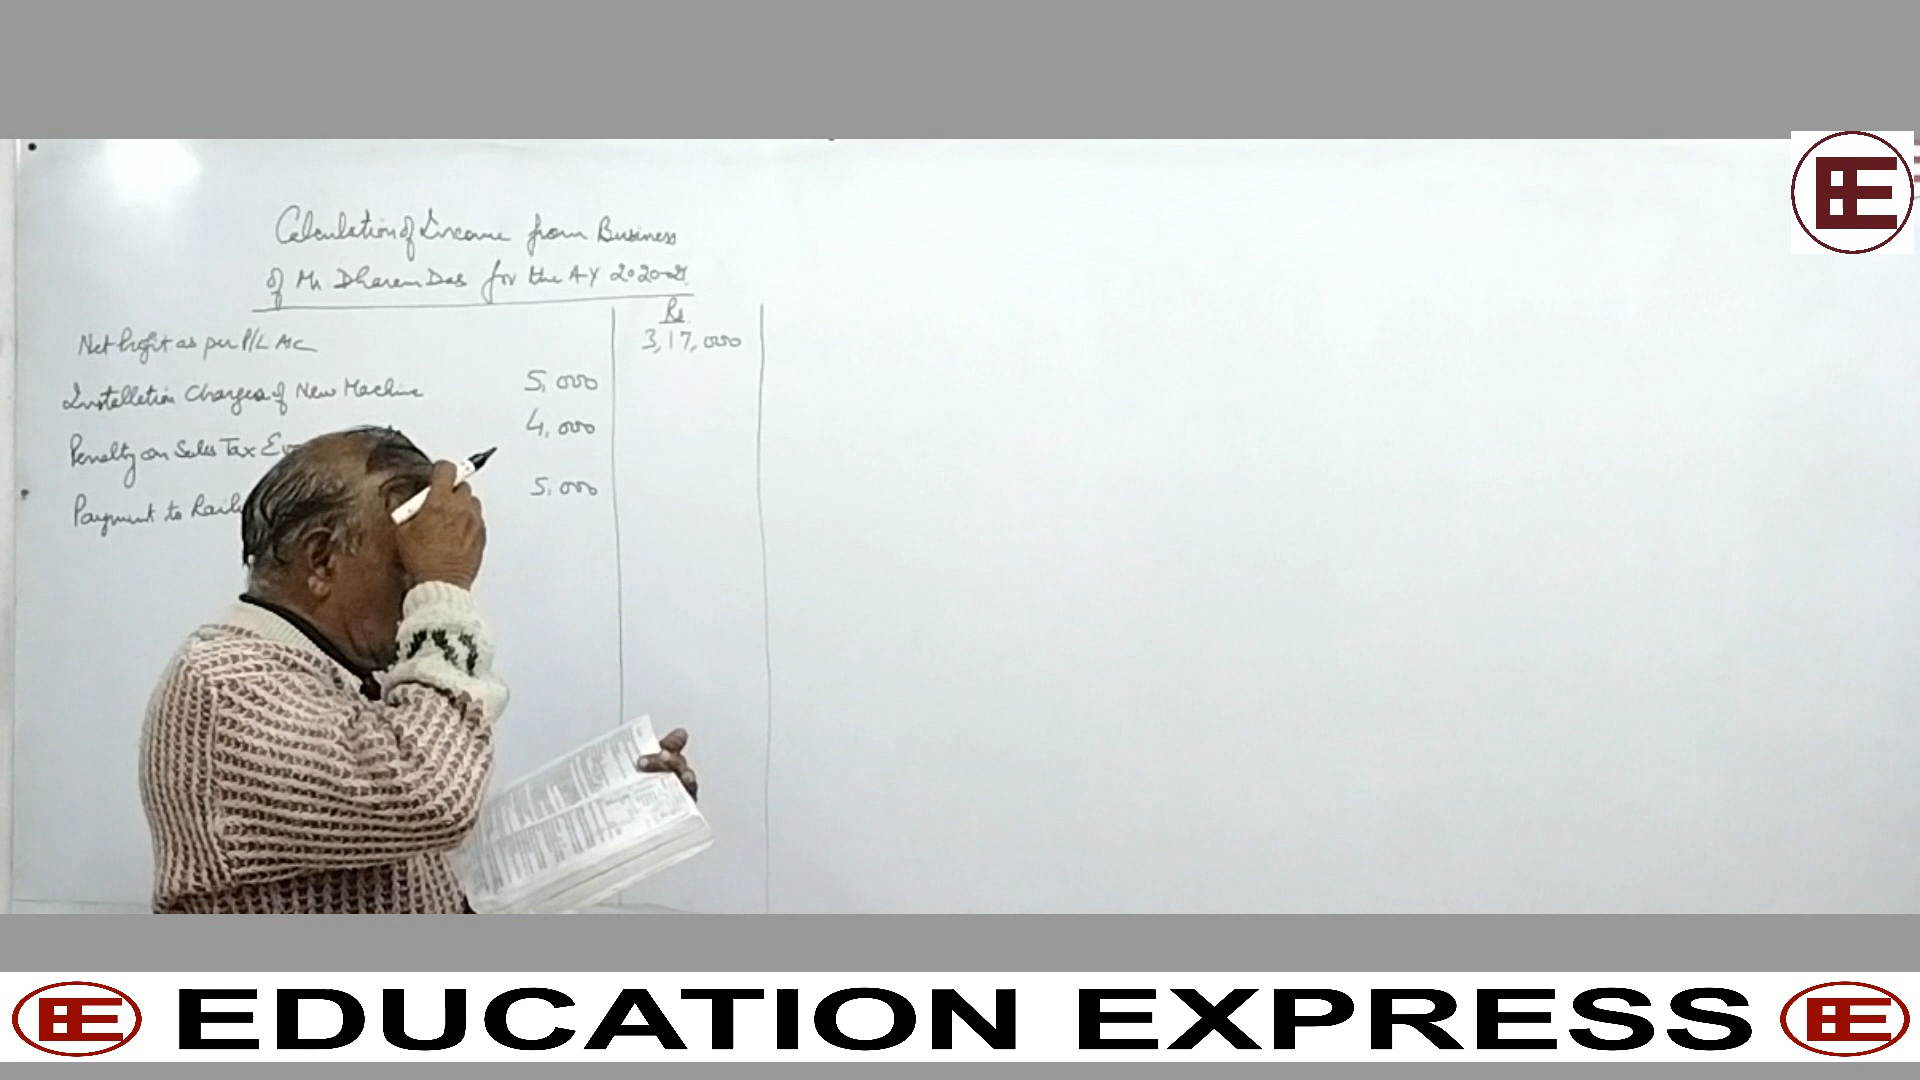 Calculation of Income from Business
of Mr Dharam Das for the A-Y 2020-21
Rs
Net Profit as per P/L A/c 3,17,000
Installation Charges of New Machine 5,000
Penalty on Sales Tax 4,000
Payment to 5,000
EDUCATION EXPRESS